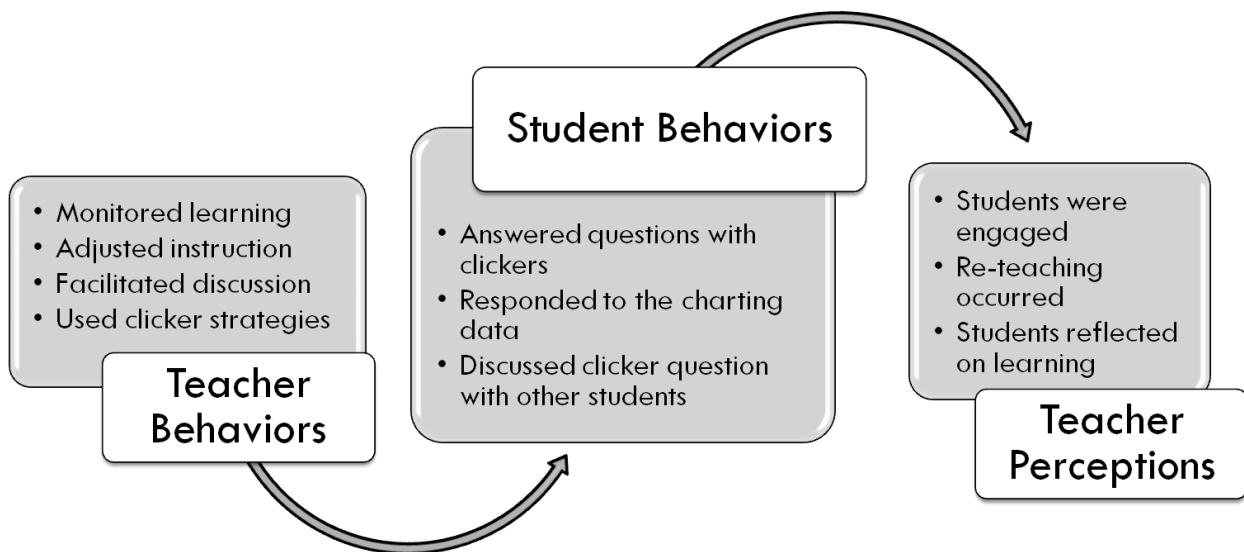 • Monitored learning
• Adjusted instruction
• Facilitated discussion
• Used clicker strategies
Teacher
Behaviors
Student Behaviors
• Answered questions with
clickers
• Responded to the charting
data
• Discussed clicker question
with other students
• Students were
engaged
• Re-teaching
occurred
• Students reflected
on learning
Teacher
Perceptions